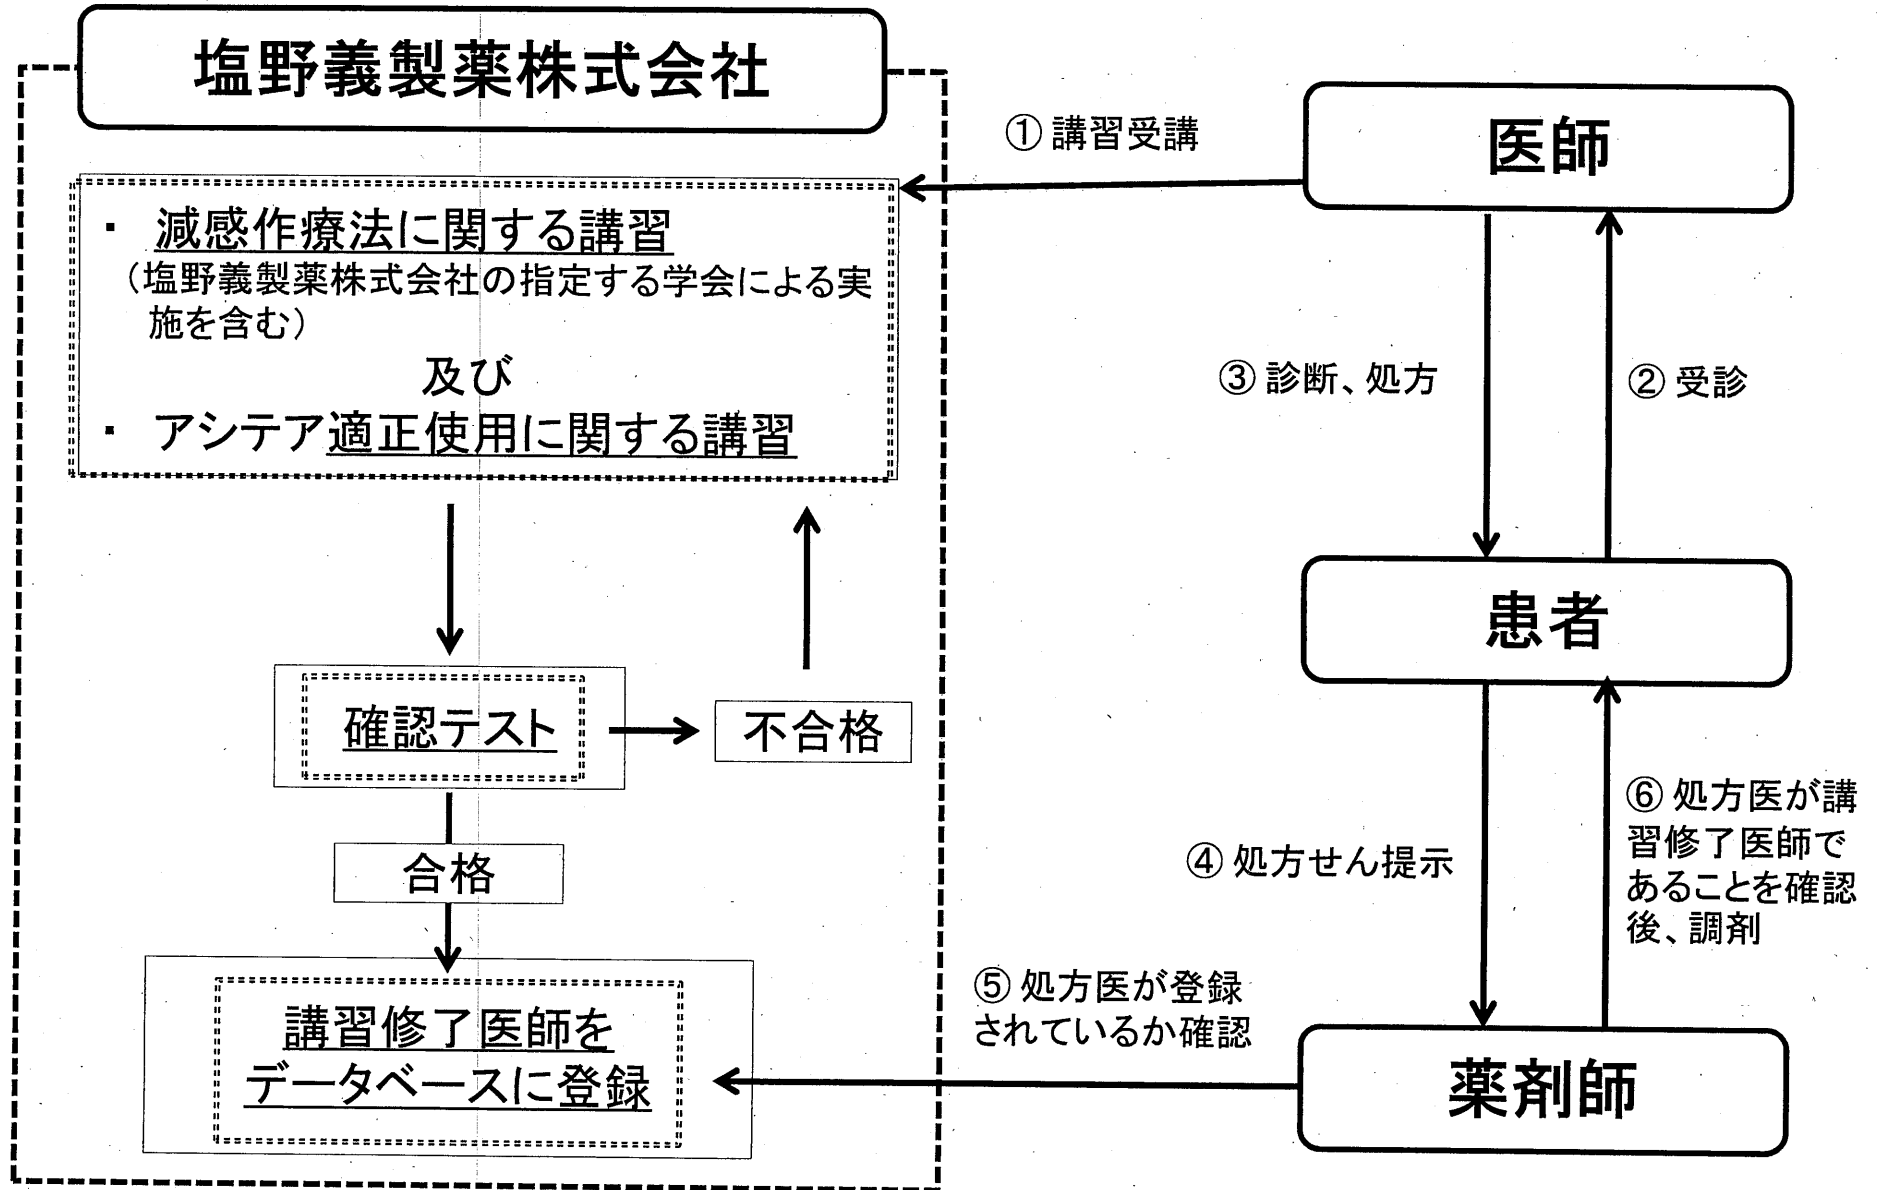 塩野義製薬株式会社
・ 減感作療法に関する講習
（塩野義製薬株式会社の指定する学会による実
施を含む）
及び
・ アシテア適正使用に関する講習
確認テスト
不合格
合格
講習修了医師を
データベースに登録
① 講習受講
医師
③ 診断、処方
② 受診
患者
④ 処方せん提示
⑥ 処方医が講
習修了医師で
あることを確認
後、調剤
⑤ 処方医が登録
されているか確認
薬剤師